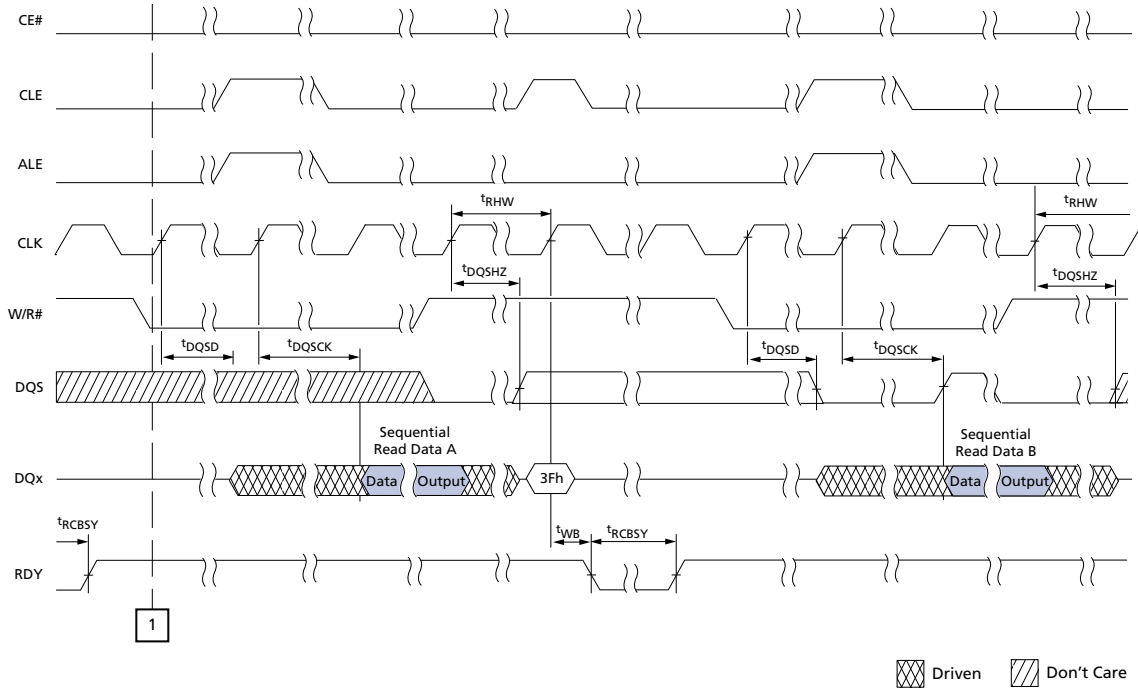 CE#
CLE
ALE
tRHW
tRHW
CLK
tDQSHZ
tDQSHZ
W/R#
tDQSD
tDQSCK
tDQSD
tDQSCK
DQS
Sequential
Read Data A
Sequential
Read Data B
DQx
Data
Output
3Fh
Data
Output
tRCBSY
tWB
tRCBSY
RDY
1
Driven
Don't Care